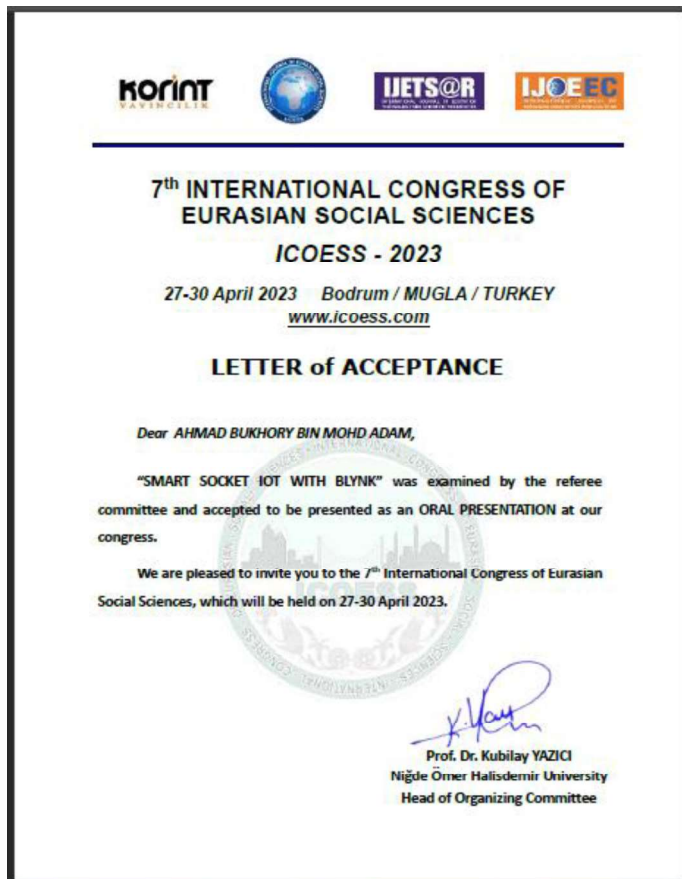 KORİNT
YAYINCILIK
IJETS@R
IJOEEC
7th INTERNATIONAL CONGRESS OF
EURASIAN SOCIAL SCIENCES
ICOESS - 2023
27-30 April 2023 Bodrum / MUGLA / TURKEY
www.icoess.com
LETTER of ACCEPTANCE
Dear AHMAD BUKHORY BIN MOHD ADAM,
“SMART SOCKET IOT WITH BLYNK” was examined by the referee
committee and accepted to be presented as an ORAL PRESENTATION at our
congress.
We are pleased to invite you to the 7th International Congress of Eurasian
Social Sciences, which will be held on 27-30 April 2023.
ICOESS
Prof. Dr. Kubilay YAZICI
Niğde Ömer Halisdemir University
Head of Organizing Committee